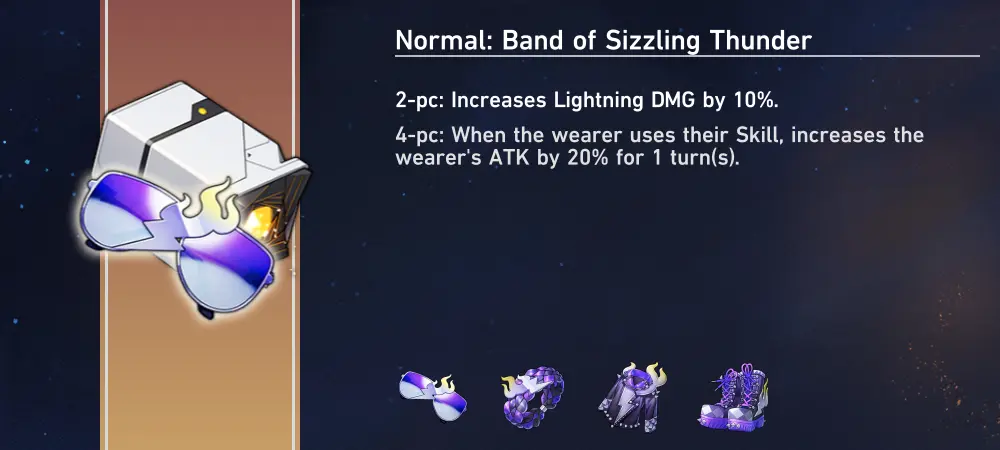 Normal: Band of Sizzling Thunder
2-pc: Increases Lightning DMG by 10%.
4-pc: When the wearer uses their Skill, increases the
wearer's ATK by 20% for 1 turn(s).